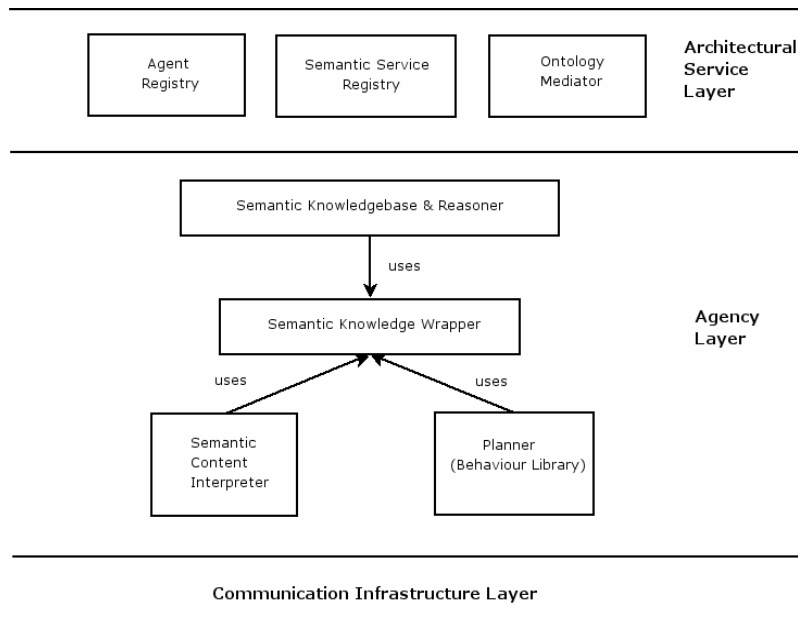 Agent
Registry
Semantic Service
Registry
Ontology
Mediator
Architectural
Service
Layer
Semantic Knowledgebase & Reasoner
uses
Semantic Knowledge Wrapper
Agency
Layer
uses
uses
Semantic
Content
Interpreter
Planner
(Behaviour Library)
Communication Infrastructure Layer